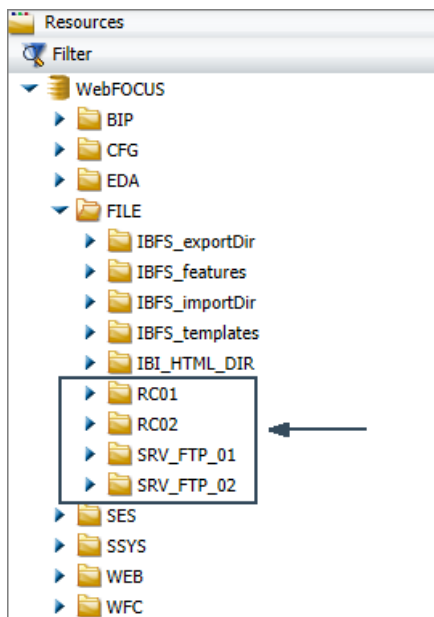 Resources
Filter
WebFOCUS
BIP
CFG
EDA
FILE
IBFS_exportDir
IBFS_features
IBFS_importDir
IBFS_templates
IBI_HTML_DIR
RC01
RC02
SRV_FTP_01
SRV_FTP_02
SES
SSYS
WEB
WFC